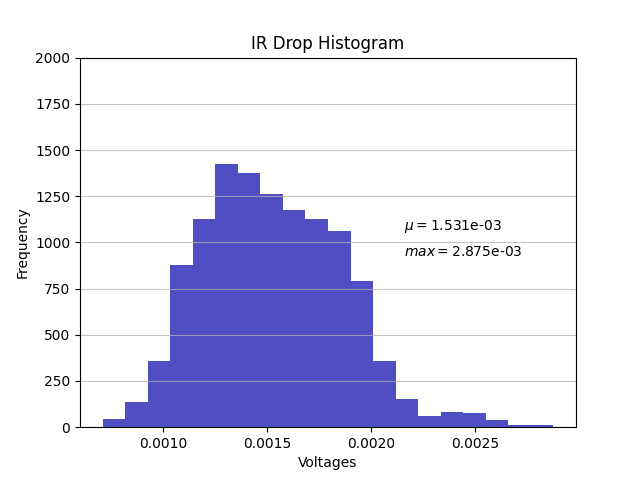 IR Drop Histogram
2000
1750
1500
1250
1000
750
500
250
0
Frequency
μ = 1.531e-03
max = 2.875e-03
0.0010 0.0015 0.0020 0.0025
Voltages